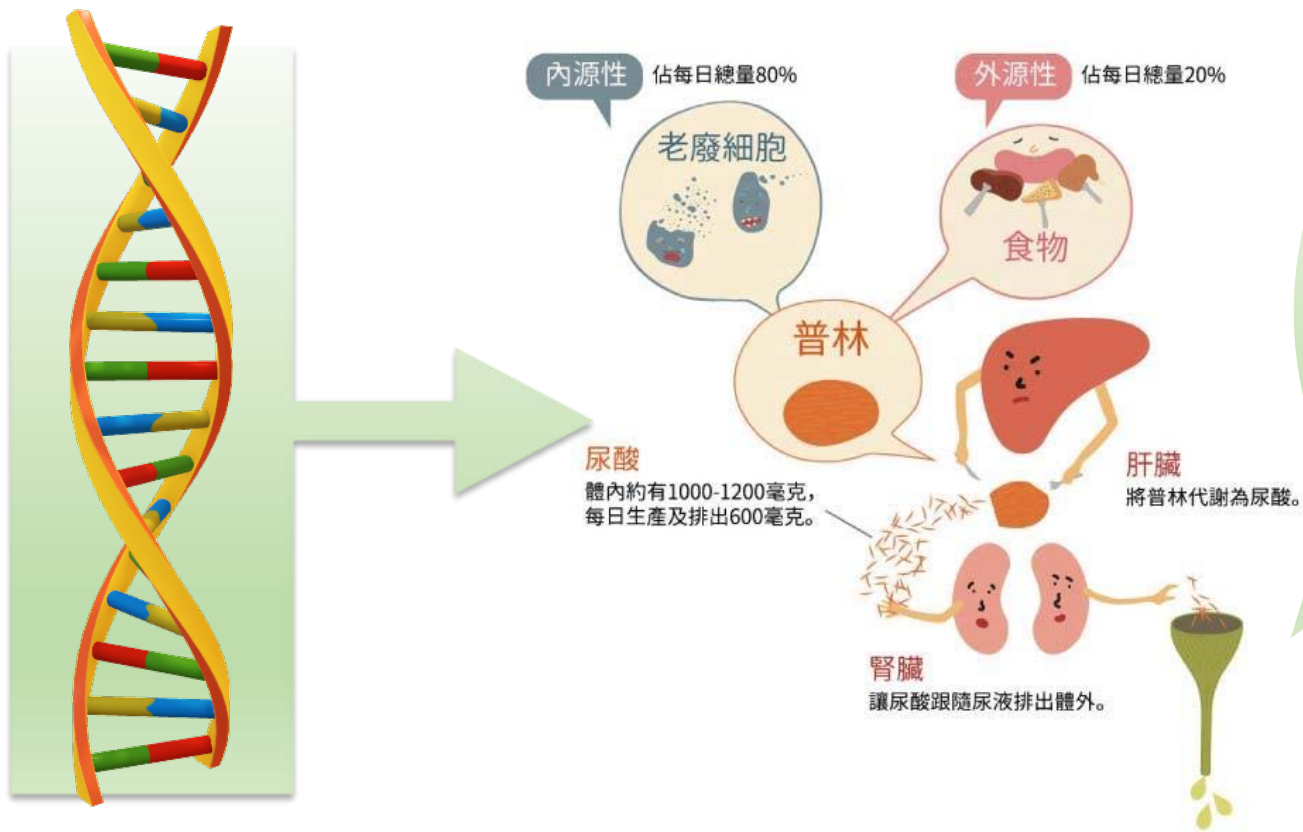 內源性 佔每日總量80%
外源性 佔每日總量20%
老廢細胞
食物
普林
尿酸
體內約有1000-1200毫克，
每日生產及排出600毫克。
肝臟
將普林代謝為尿酸。
腎臟
讓尿酸跟隨尿液排出體外。